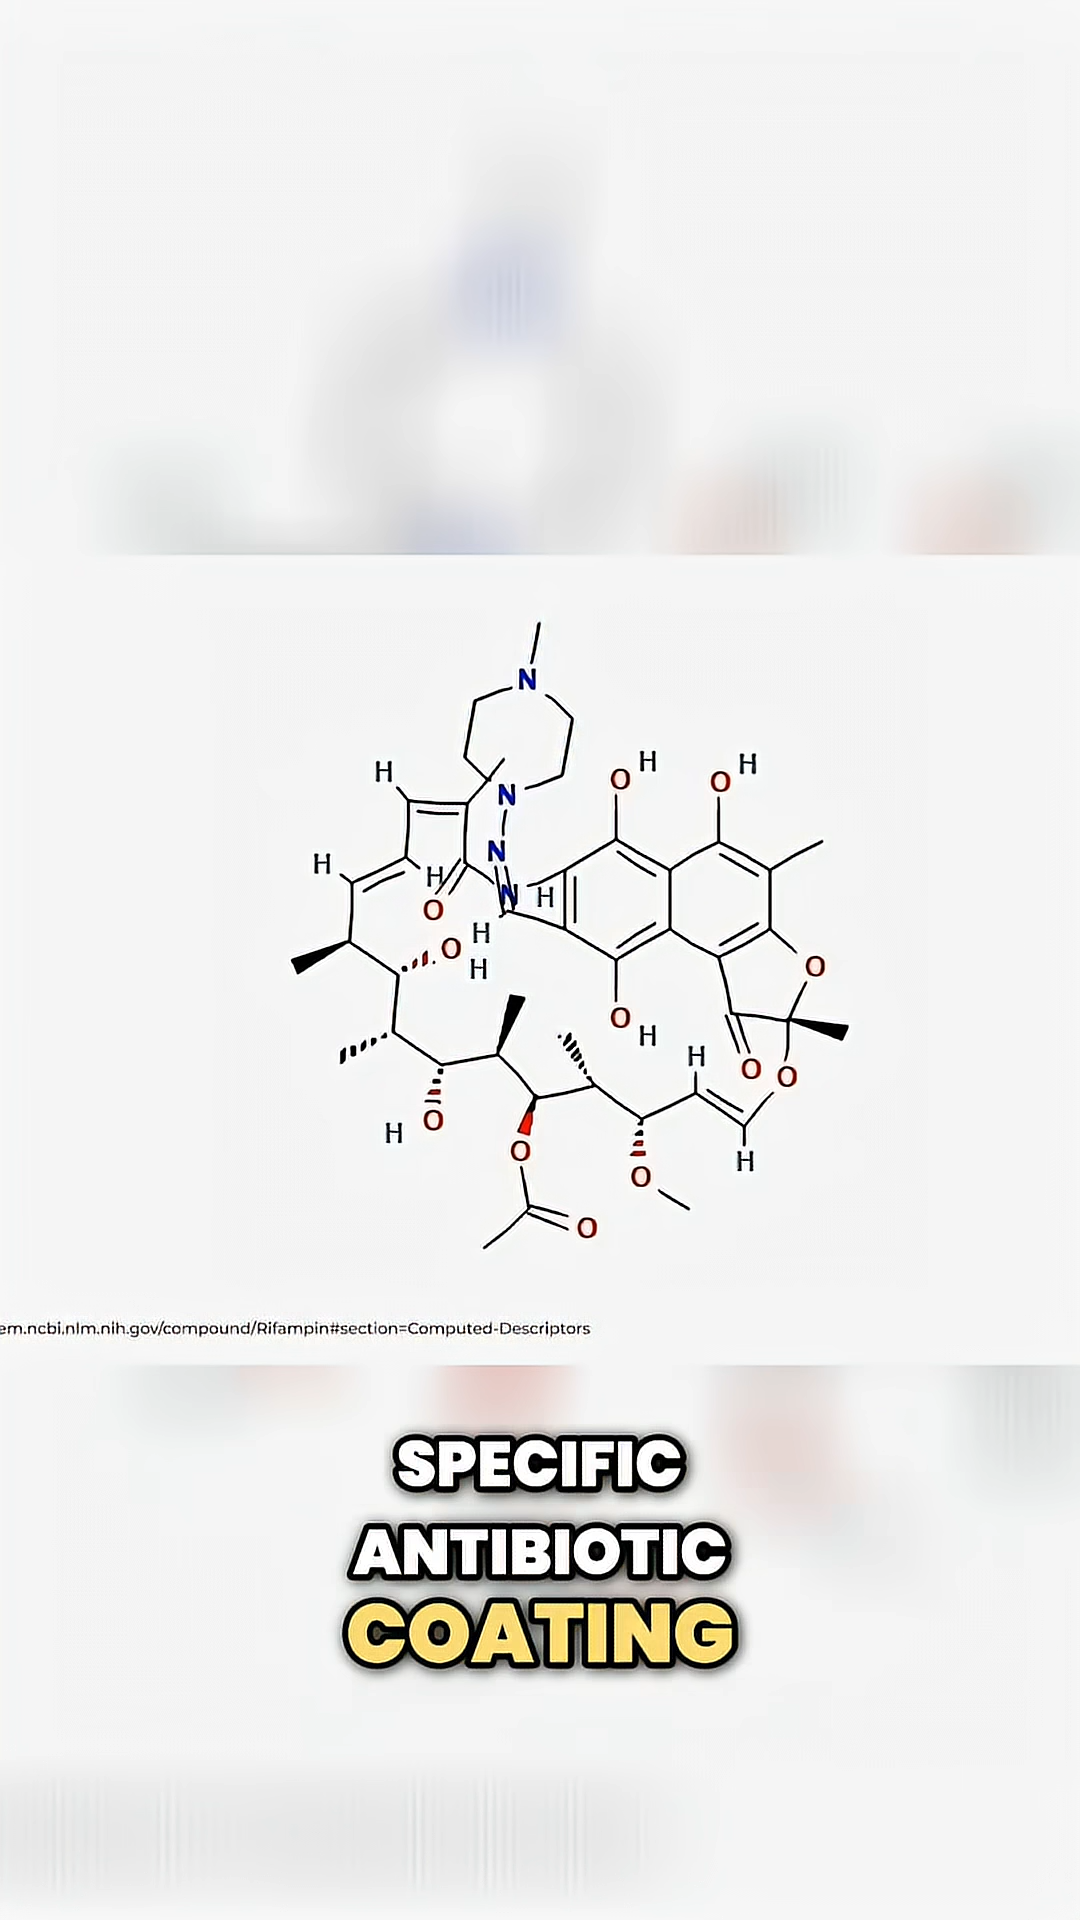 N
H
O
H
O
H
N
H
N
H
O
N
H
H
O
H
O
O
H
H
O
O
H
O
H
O
H
O
O
em.ncbi.nlm.nih.gov/compound/Rifampin#section=Computed-Descriptors
SPECIFIC
ANTIBIOTIC
COATING